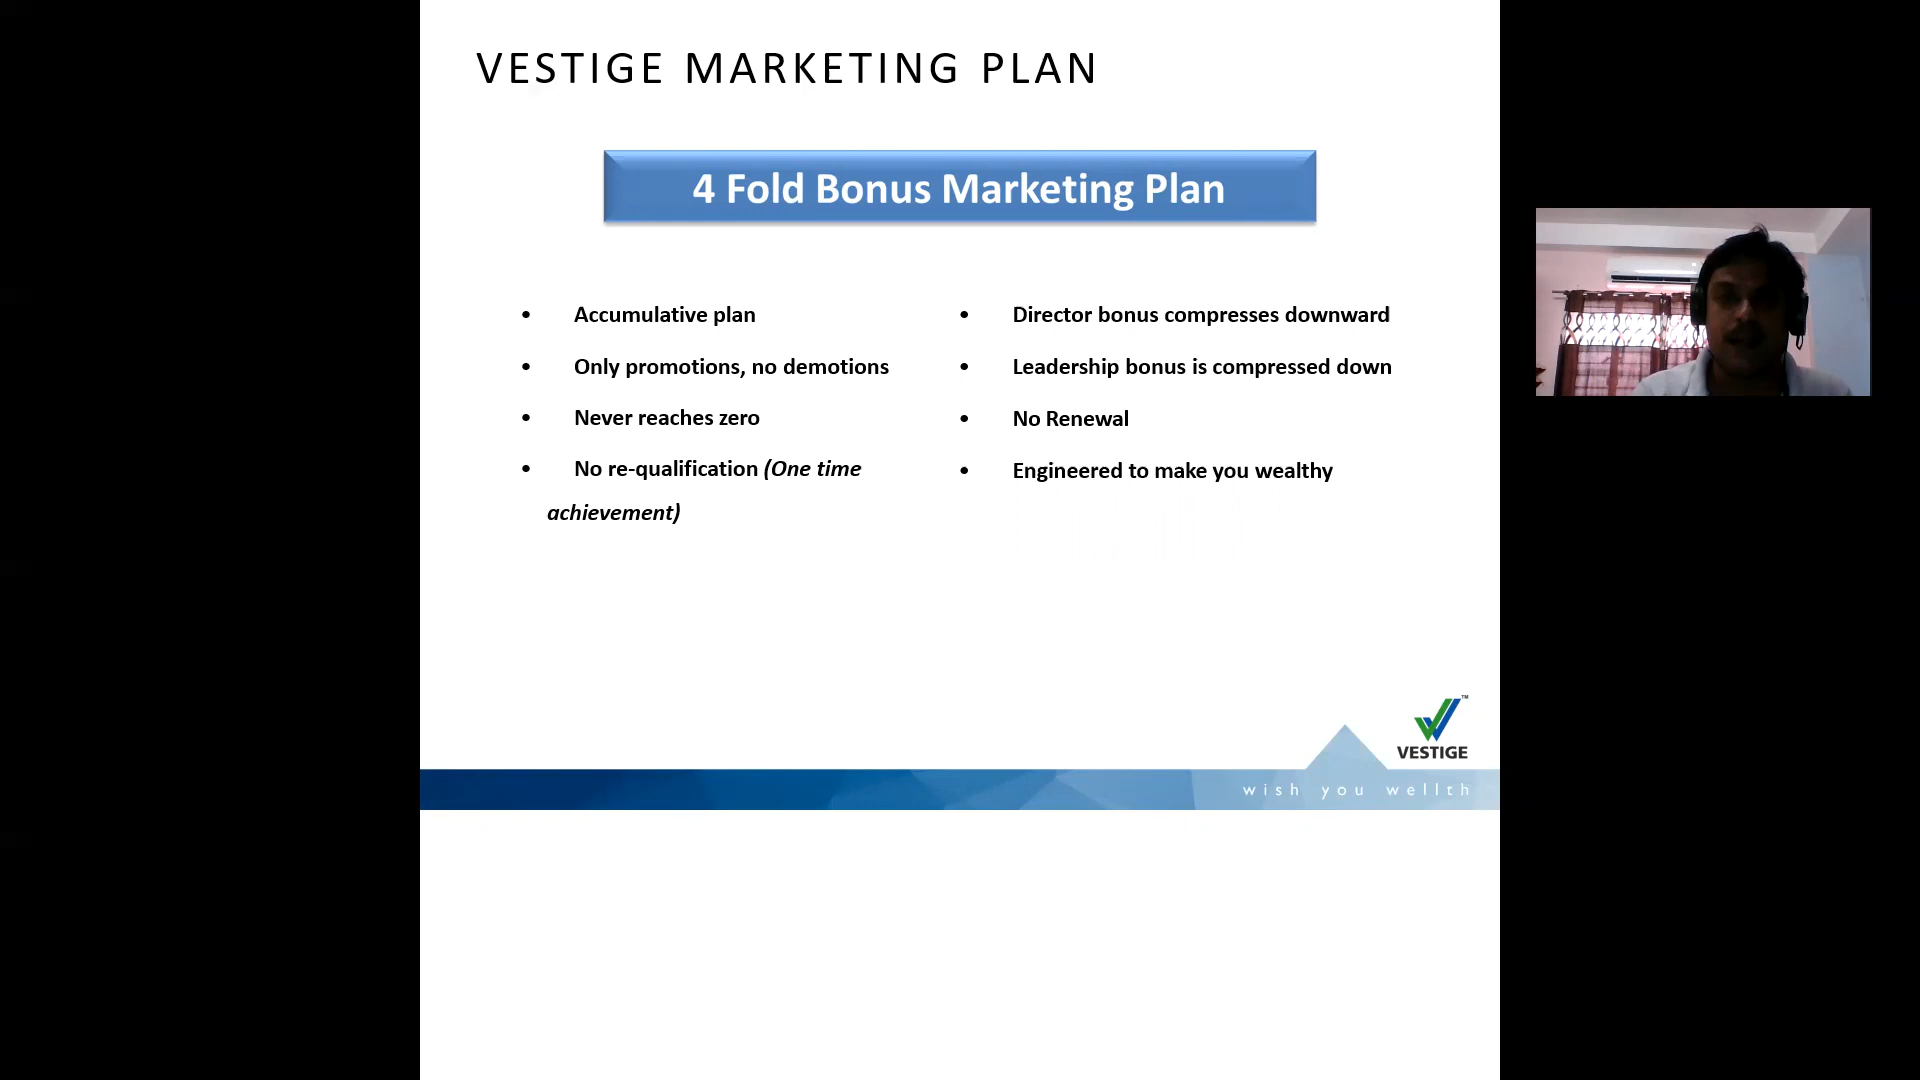 VESTIGE MARKETING PLAN
4 Fold Bonus Marketing Plan
• Accumulative plan
• Only promotions, no demotions
• Never reaches zero
• No re-qualification (One time
achievement)
• Director bonus compresses downward
• Leadership bonus is compressed down
• No Renewal
• Engineered to make you wealthy
TM
VESTIGE
wish you wellth